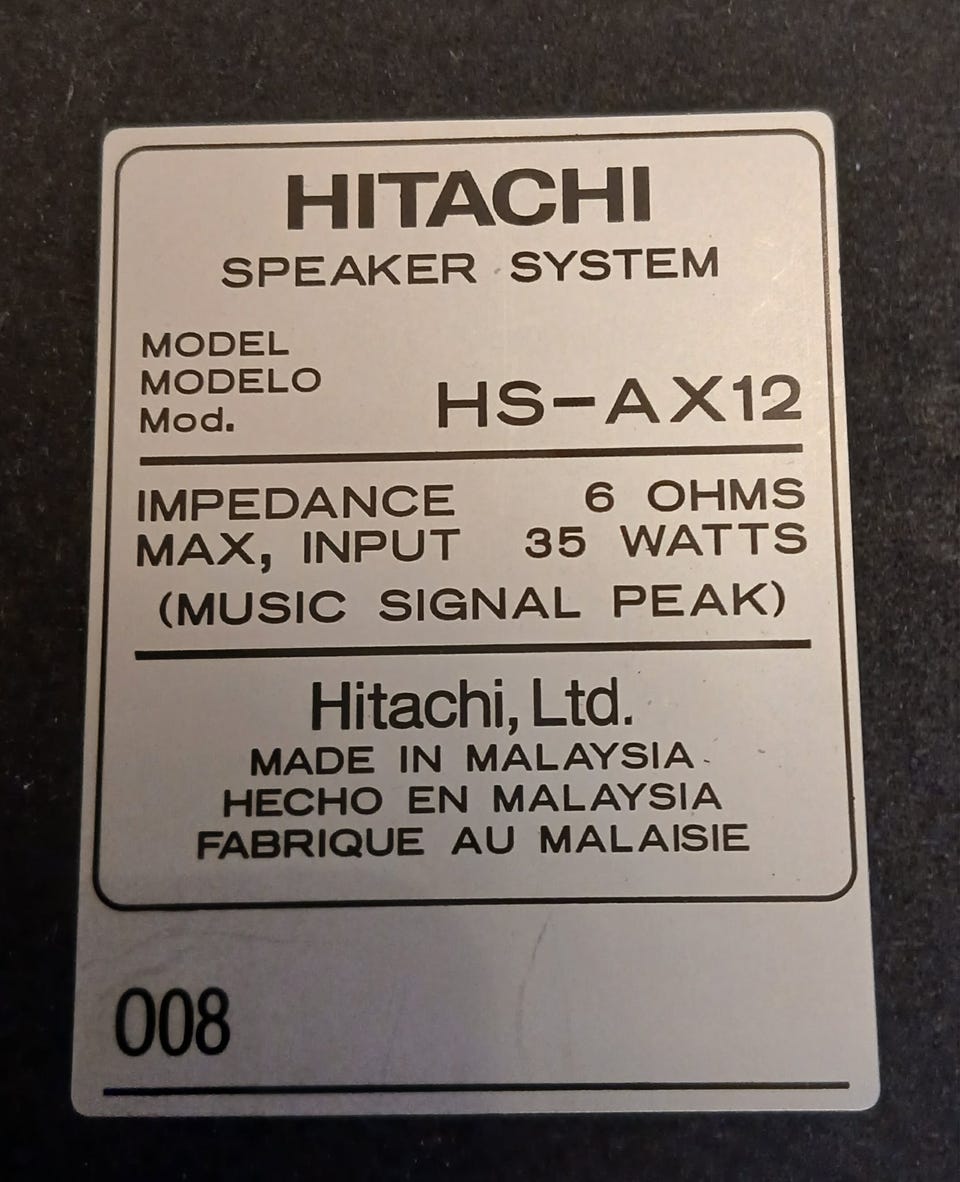 HITACHI
SPEAKER SYSTEM
MODEL
MODELO
Mod. HS-AX12
IMPEDANCE 6 OHMS
MAX, INPUT 35 WATTS
(MUSIC SIGNAL PEAK)
Hitachi, Ltd.
MADE IN MALAYSIA
HECHO EN MALAYSIA
FABRIQUE AU MALAISIE
008